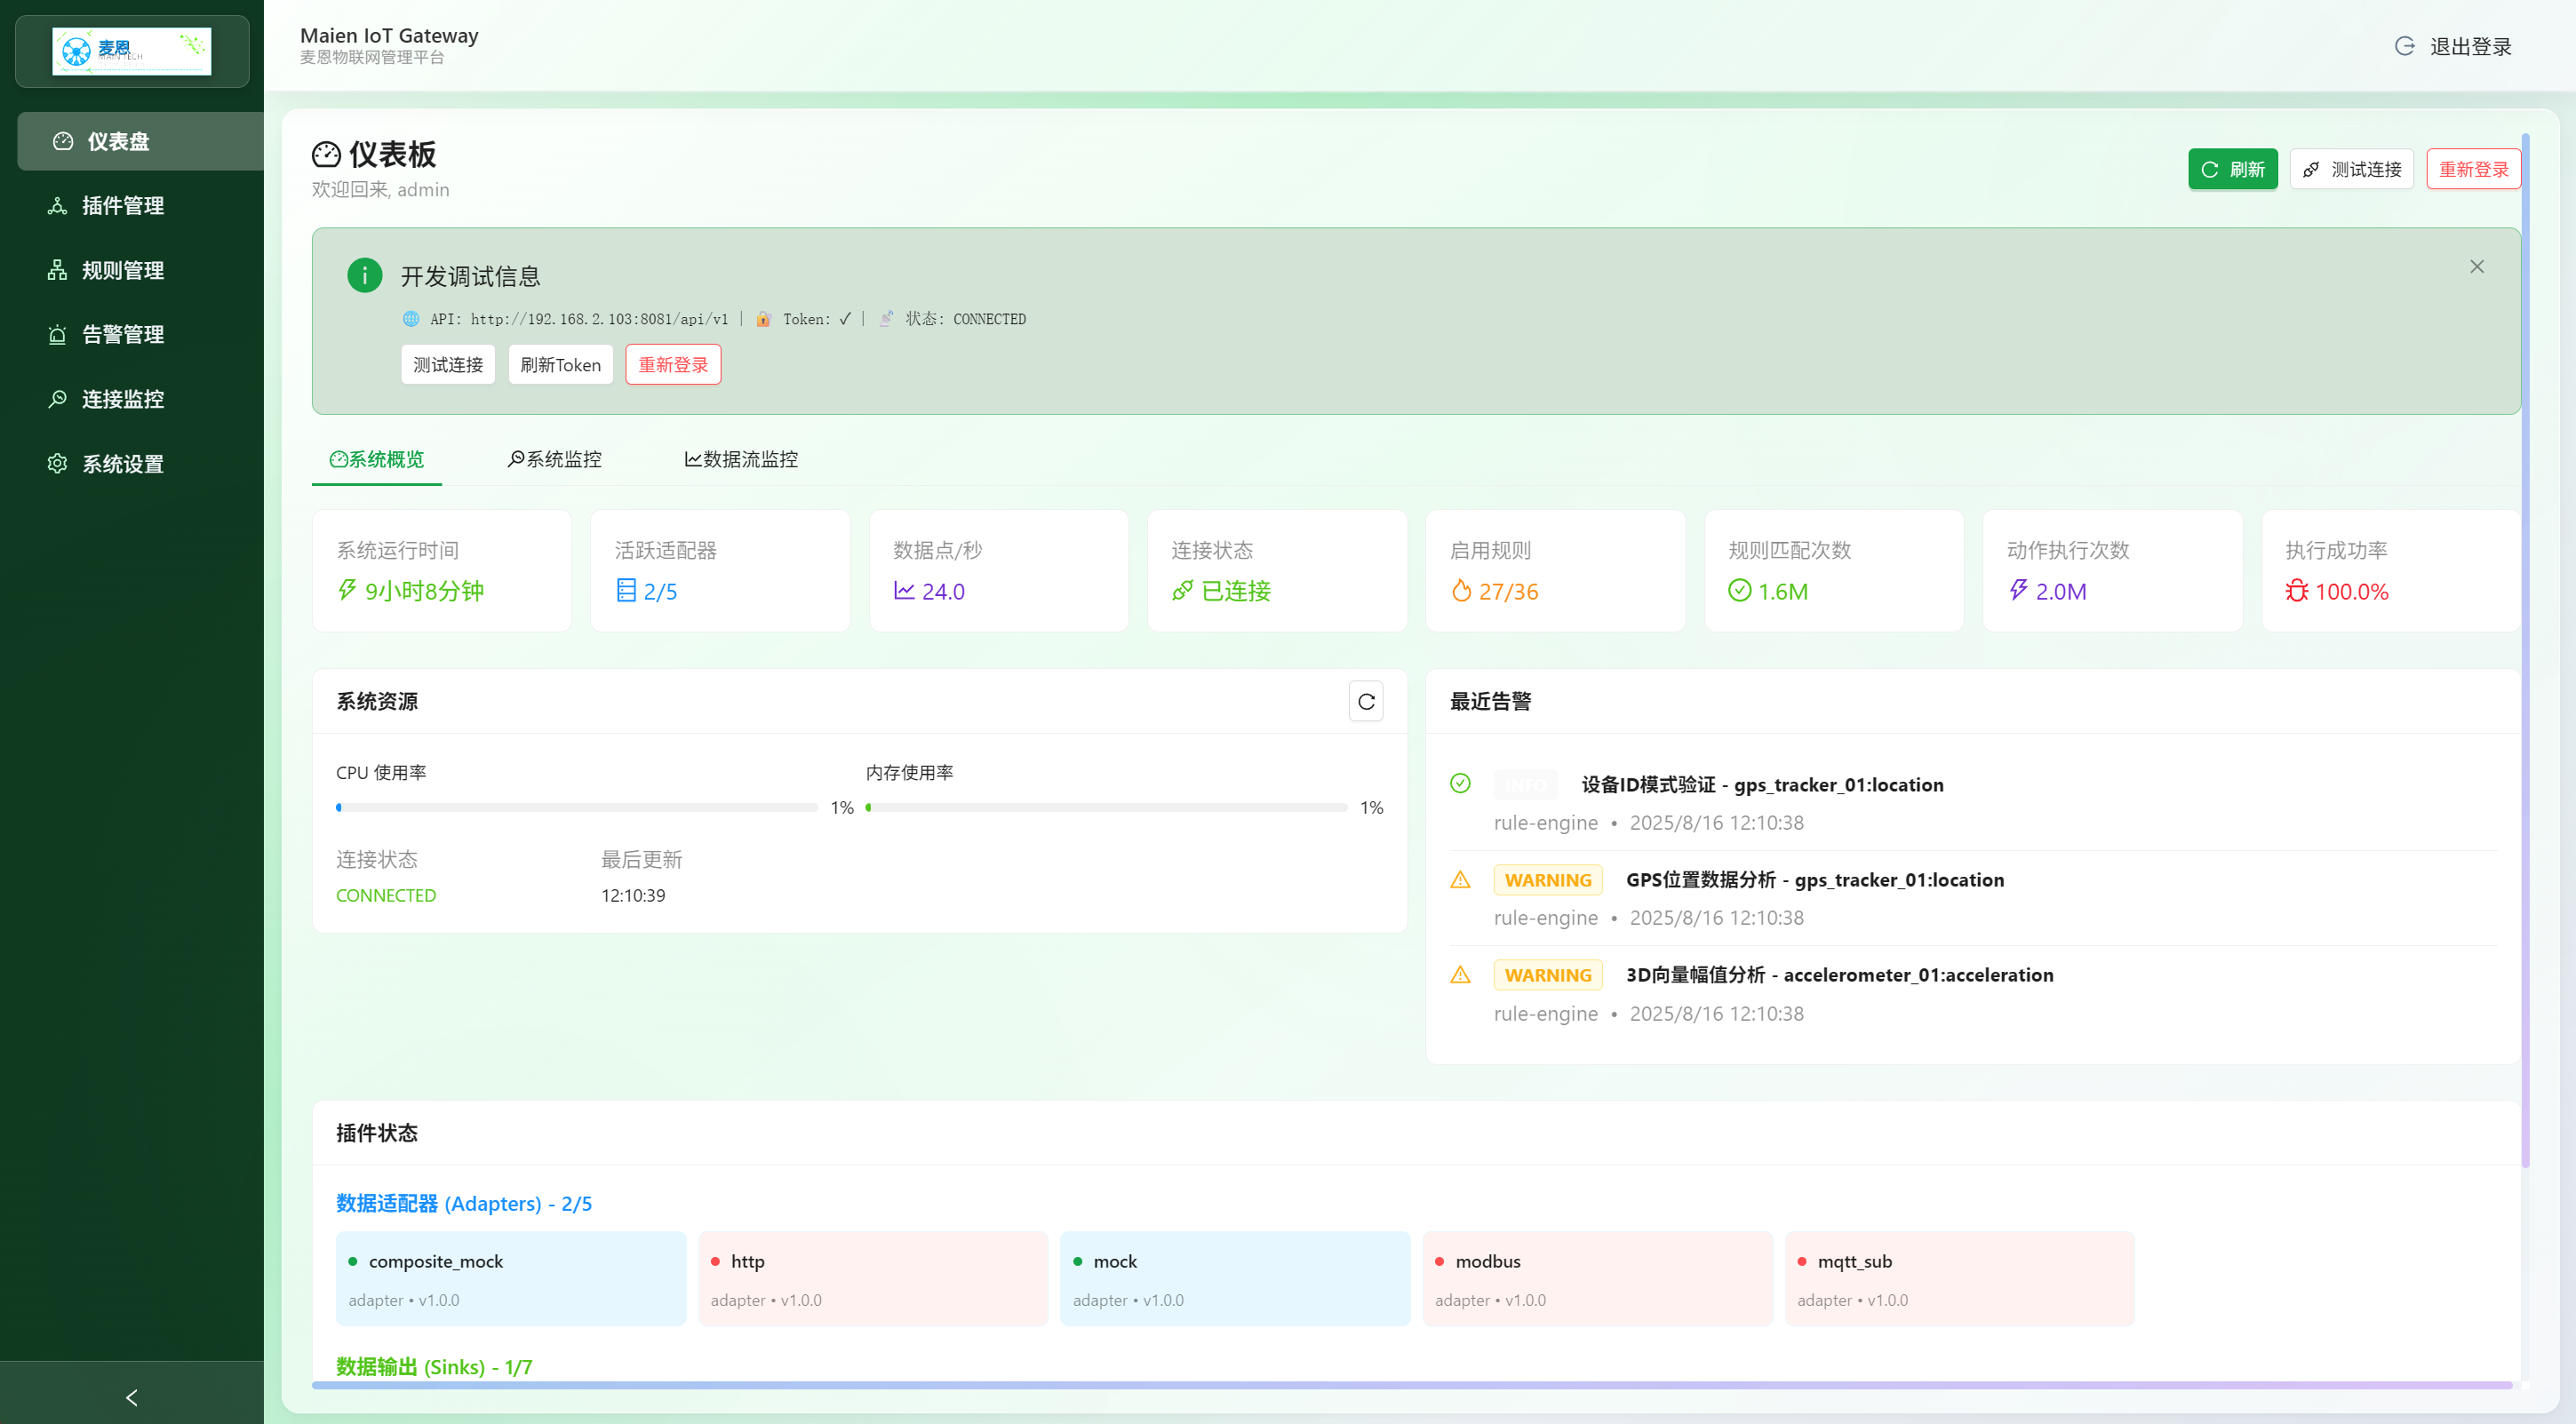 麦恩
MAIN TECH
Maien IoT Gateway
麦恩物联网管理平台
退出登录
仪表盘
插件管理
规则管理
告警管理
连接监控
系统设置
仪表板
欢迎回来, admin
刷新
测试连接
重新登录
开发调试信息
API: http://192.168.2.103:8081/api/v1 | Token: ✓ | 状态: CONNECTED
测试连接
刷新Token
重新登录
系统概览
系统监控
数据流监控
系统运行时间
9小时8分钟
活跃适配器
2/5
数据点/秒
24.0
连接状态
已连接
启用规则
27/36
规则匹配次数
1.6M
动作执行次数
2.0M
执行成功率
100.0%
系统资源
CPU 使用率
1%
内存使用率
1%
连接状态
CONNECTED
最后更新
12:10:39
最近告警
INFO 设备ID模式验证 - gps_tracker_01:location
rule-engine • 2025/8/16 12:10:38
WARNING GPS位置数据分析 - gps_tracker_01:location
rule-engine • 2025/8/16 12:10:38
WARNING 3D向量幅值分析 - accelerometer_01:acceleration
rule-engine • 2025/8/16 12:10:38
插件状态
数据适配器 (Adapters) - 2/5
composite_mock
adapter • v1.0.0
http
adapter • v1.0.0
mock
adapter • v1.0.0
modbus
adapter • v1.0.0
mqtt_sub
adapter • v1.0.0
数据输出 (Sinks) - 1/7